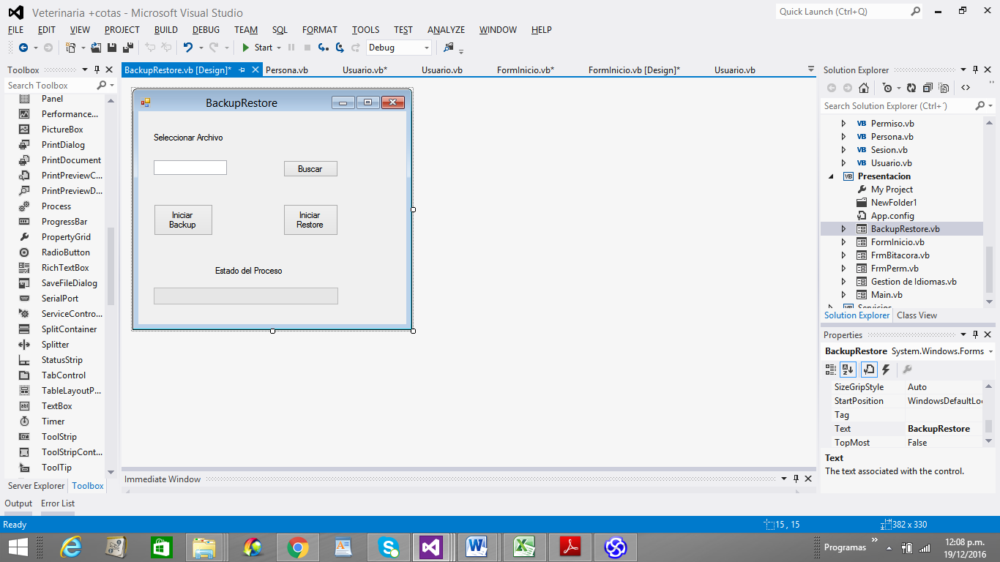 Veterinaria +cotas - Microsoft Visual Studio
Quick Launch (Ctrl+Q)
FILE EDIT VIEW PROJECT BUILD DEBUG TEAM SQL FORMAT TOOLS TEST ANALYZE WINDOW HELP
Start Debug
Toolbox
Search Toolbox
Panel
Performance...
PictureBox
PrintDialog
PrintDocument
PrintPreviewC...
PrintPreviewD...
Process
ProgressBar
PropertyGrid
RadioButton
RichTextBox
SaveFileDialog
SerialPort
ServiceContro...
SplitContainer
Splitter
StatusStrip
TabControl
TableLayoutP...
TextBox
Timer
ToolStrip
ToolStripCont...
ToolTip
Server Explorer Toolbox
BackupRestore.vb [Design]* Persona.vb Usuario.vb* Usuario.vb FormInicio.vb* FormInicio.vb [Design]* Usuario.vb
BackupRestore
Seleccionar Archivo
Buscar
Iniciar
Backup
Iniciar
Restore
Estado del Proceso
Immediate Window
Solution Explorer
Search Solution Explorer (Ctrl+´)
VB Permiso.vb
VB Persona.vb
VB Sesion.vb
VB Usuario.vb
VB Presentacion
My Project
NewFolder1
App.config
BackupRestore.vb
FormInicio.vb
FrmBitacora.vb
FrmPerm.vb
Gestion de Idiomas.vb
Main.vb
VB Servicios
Solution Explorer Class View
Properties
BackupRestore System.Windows.Forms
SizeGripStyle Auto
StartPosition WindowsDefaultLoc
Tag
Text BackupRestore
TopMost False
Text
The text associated with the control.
Output Error List
Ready 15 , 15 382 x 330
Programas
12:08 p.m.
19/12/2016